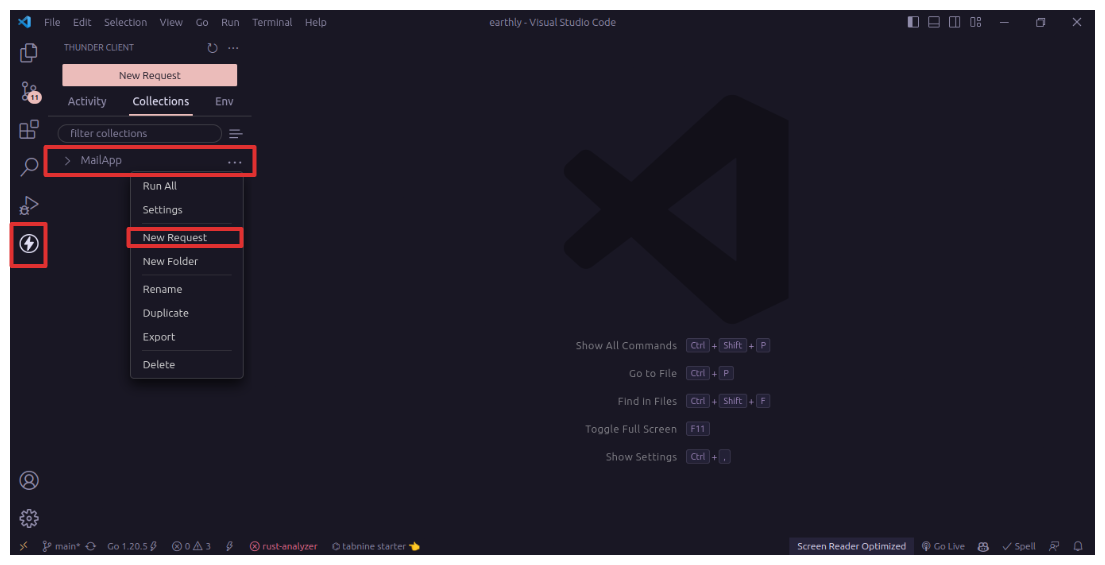 File Edit Selection View Go Run Terminal Help earthly - Visual Studio Code
THUNDER CLIENT
New Request
Activity Collections Env
filter collections
MailApp
Run All
Settings
New Request
New Folder
Rename
Duplicate
Export
Delete
11
Show All Commands Ctrl + Shift + P
Go to File Ctrl + P
Find in Files Ctrl + Shift + F
Toggle Full Screen F11
Show Settings Ctrl + ,
main* Go 1.20.5 0 3 rust-analyzer tabnine starter Screen Reader Optimized Go Live Spell